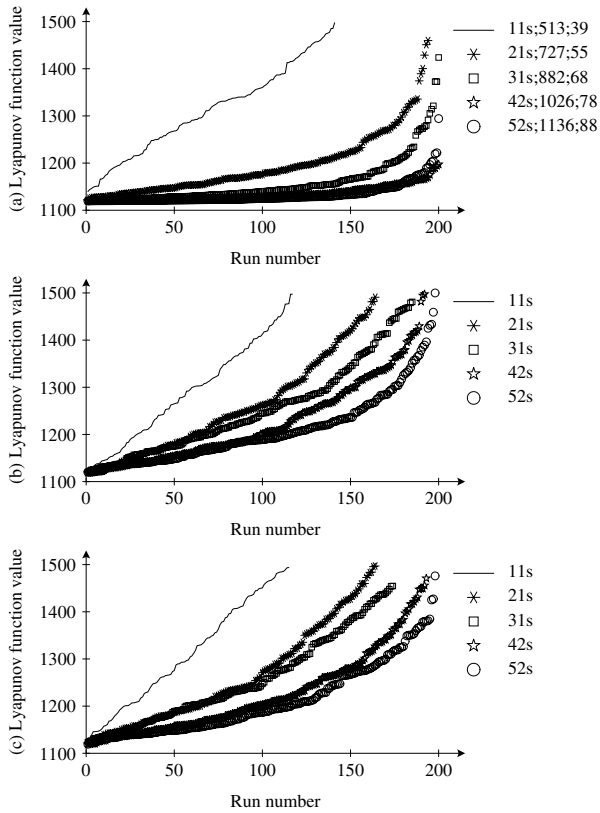 (a) Lyapunov function value
1500
1400
1300
1200
1100
0
50
100
150
200
Run number
11s;513;39
21s;727;55
31s;882;68
42s;1026;78
52s;1136;88
(b) Lyapunov function value
1500
1400
1300
1200
1100
0
50
100
150
200
Run number
11s
21s
31s
42s
52s
(c) Lyapunov function value
1500
1400
1300
1200
1100
0
50
100
150
200
Run number
11s
21s
31s
42s
52s